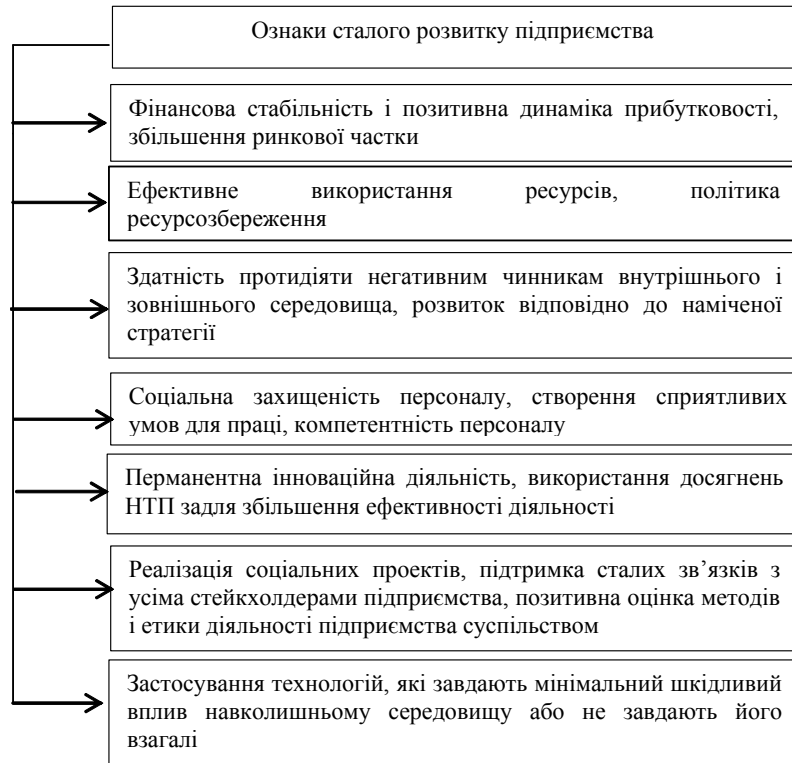 Ознаки сталого розвитку підприємства
Фінансова стабільність і позитивна динаміка прибутковості,
збільшення ринкової частки
Ефективне використання ресурсів, політика
ресурсозбереження
Здатність протидіяти негативним чинникам внутрішнього і
зовнішнього середовища, розвиток відповідно до наміченої
стратегії
Соціальна захищеність персоналу, створення сприятливих
умов для праці, компетентність персоналу
Перманентна інноваційна діяльність, використання досягнень
НТП задля збільшення ефективності діяльності
Реалізація соціальних проектів, підтримка сталих зв’язків з
усіма стейкхолдерами підприємства, позитивна оцінка методів
і етики діяльності підприємства суспільством
Застосування технологій, які завдають мінімальний шкідливий
вплив навколишньому середовищу або не завдають його
взагалі